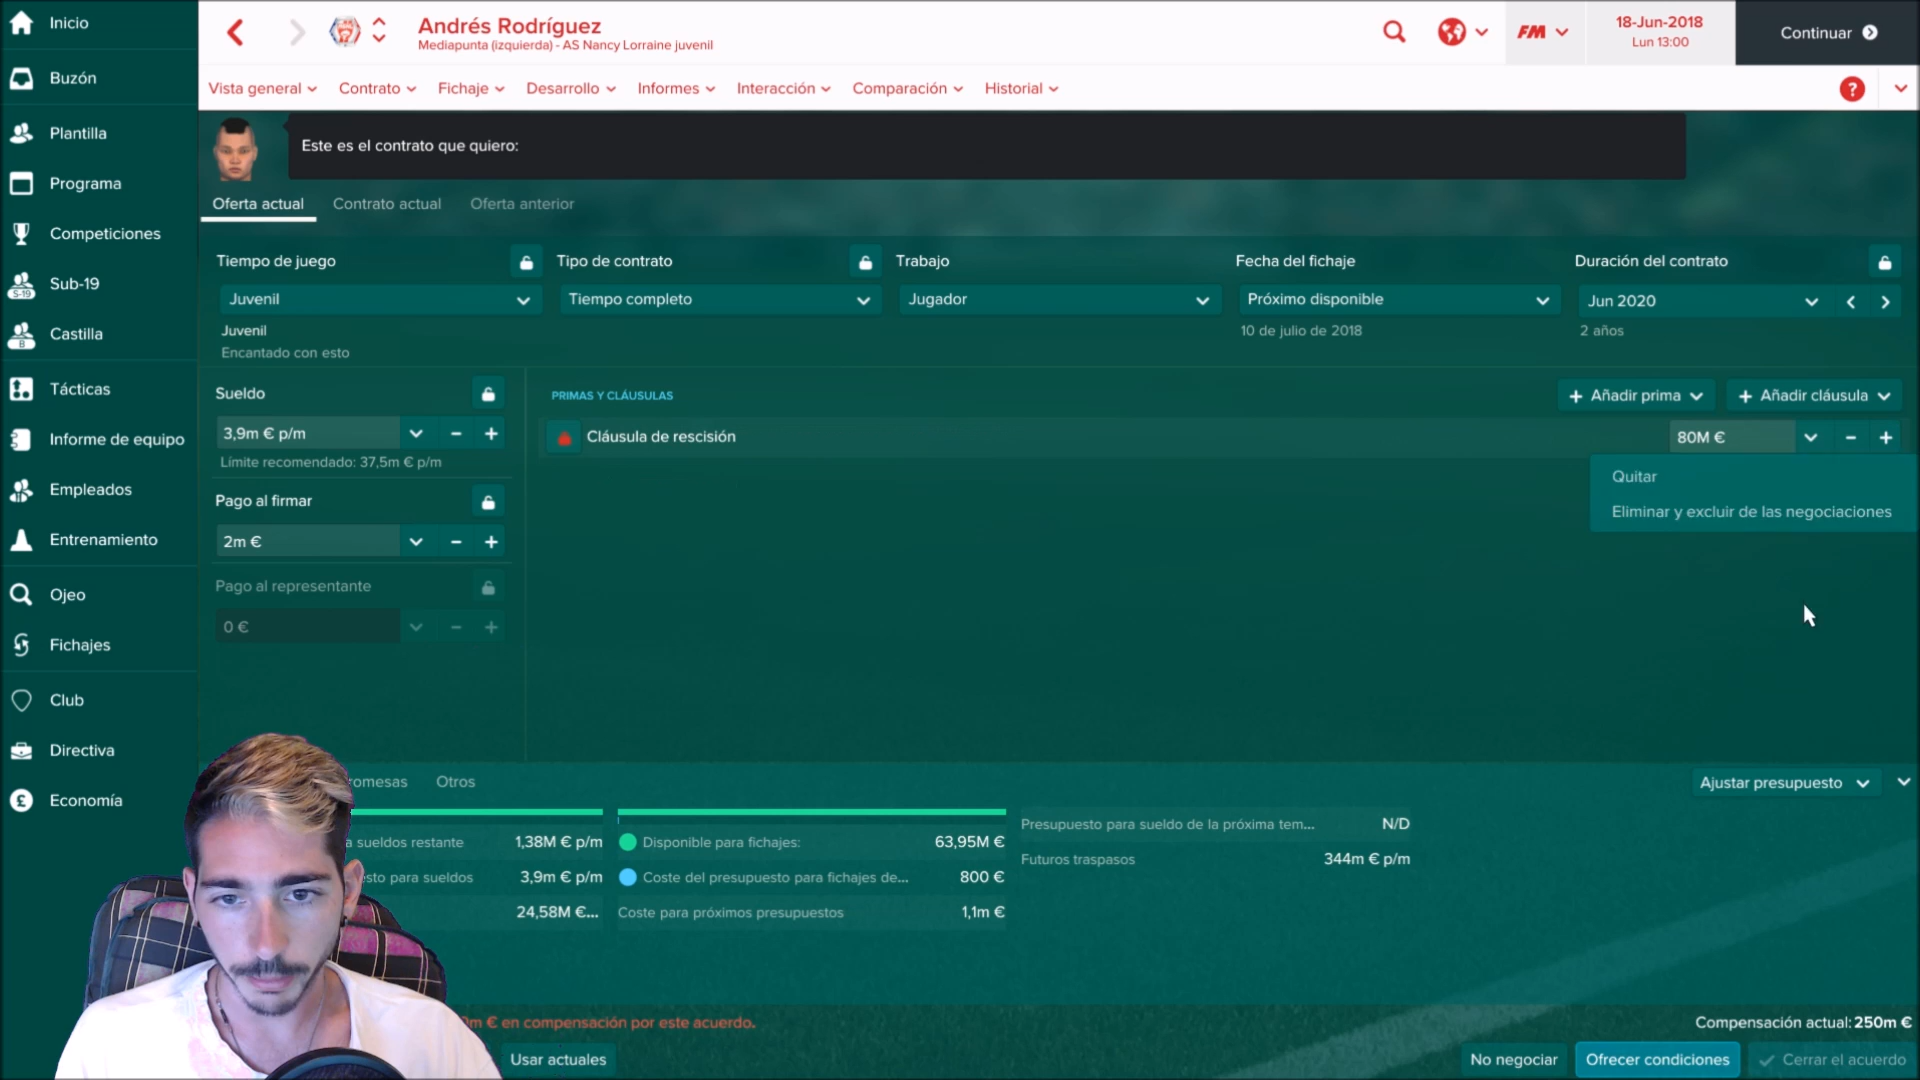 Inicio
Buzón
Plantilla
Programa
Competiciones
Sub-19
Castilla
Tácticas
Informe de equipo
Empleados
Entrenamiento
Ojeo
Fichajes
Club
Directiva
Economía
Andrés Rodríguez
Mediapunta (izquierda) - AS Nancy Lorraine juvenil
FM
18-Jun-2018
Lun 13:00
Continuar
Vista general
Contrato
Fichaje
Desarrollo
Informes
Interacción
Comparación
Historial
?
Este es el contrato que quiero:
Oferta actual
Contrato actual
Oferta anterior
Tiempo de juego
Juvenil
Juvenil
Encantado con esto
Tipo de contrato
Tiempo completo
Trabajo
Jugador
Fecha del fichaje
Próximo disponible
10 de julio de 2018
Duración del contrato
Jun 2020
2 años
Sueldo
3,9m € p/m
Límite recomendado: 37,5m € p/m
Pago al firmar
2m €
Pago al representante
0 €
PRIMAS Y CLÁUSULAS
+ Añadir prima
+ Añadir cláusula
Cláusula de rescisión
80M €
Quitar
Eliminar y excluir de las negociaciones
romesas
Otros
Ajustar presupuesto
a sueldos restante 1,38M € p/m
sto para sueldos 3,9m € p/m
24,58M €...
Disponible para fichajes: 63,95M €
Coste del presupuesto para fichajes de... 800 €
Coste para próximos presupuestos 1,1m €
Presupuesto para sueldo de la próxima tem... N/D
Futuros traspasos 344m € p/m
m € en compensación por este acuerdo.
Compensación actual: 250m €
Usar actuales
No negociar
Ofrecer condiciones
Cerrar el acuerdo